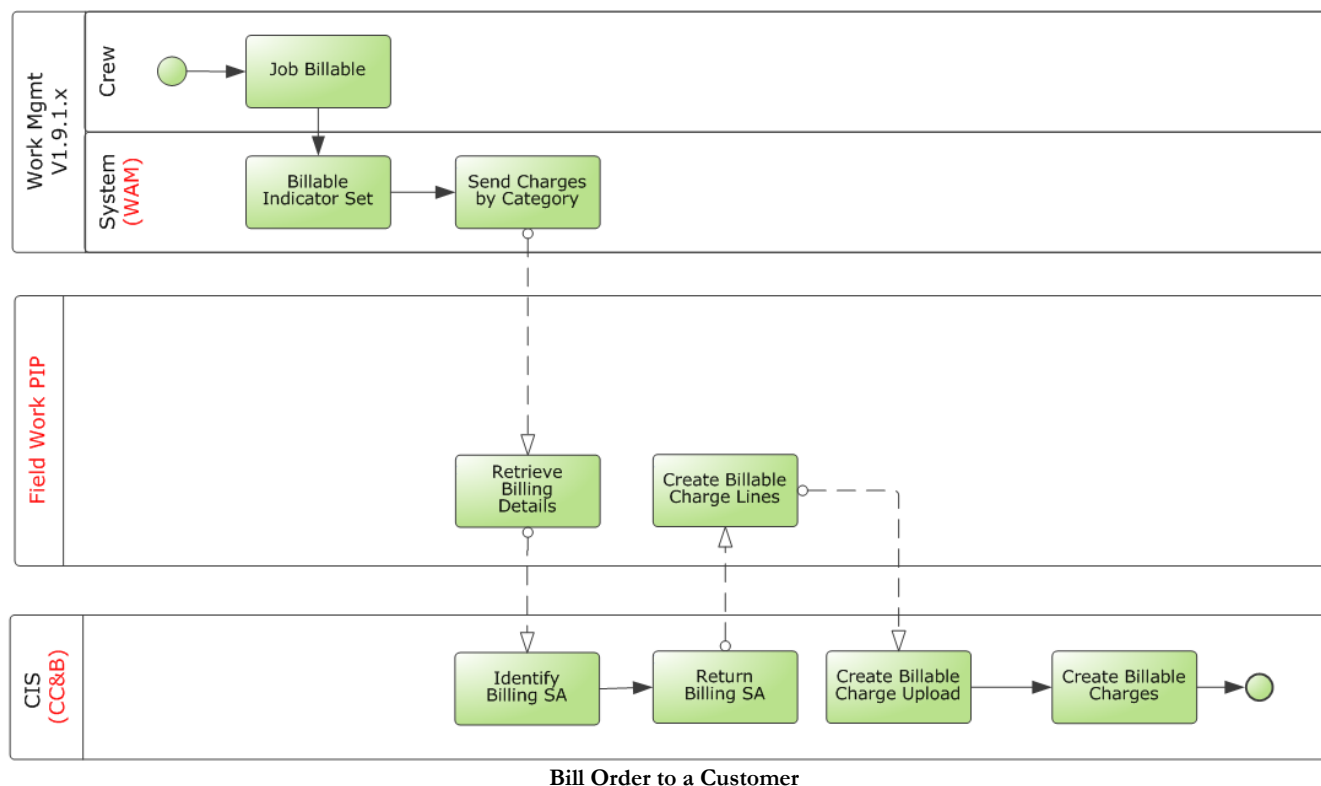 Work Mgmt
V1.9.1.x
Crew
Job Billable
System
(WAM)
Billable
Indicator Set
Send Charges
by Category
Field Work PIP
Retrieve
Billing
Details
Create Billable
Charge Lines
CIS
(CC&B)
Identify
Billing SA
Return
Billing SA
Create Billable
Charge Upload
Create Billable
Charges
Bill Order to a Customer